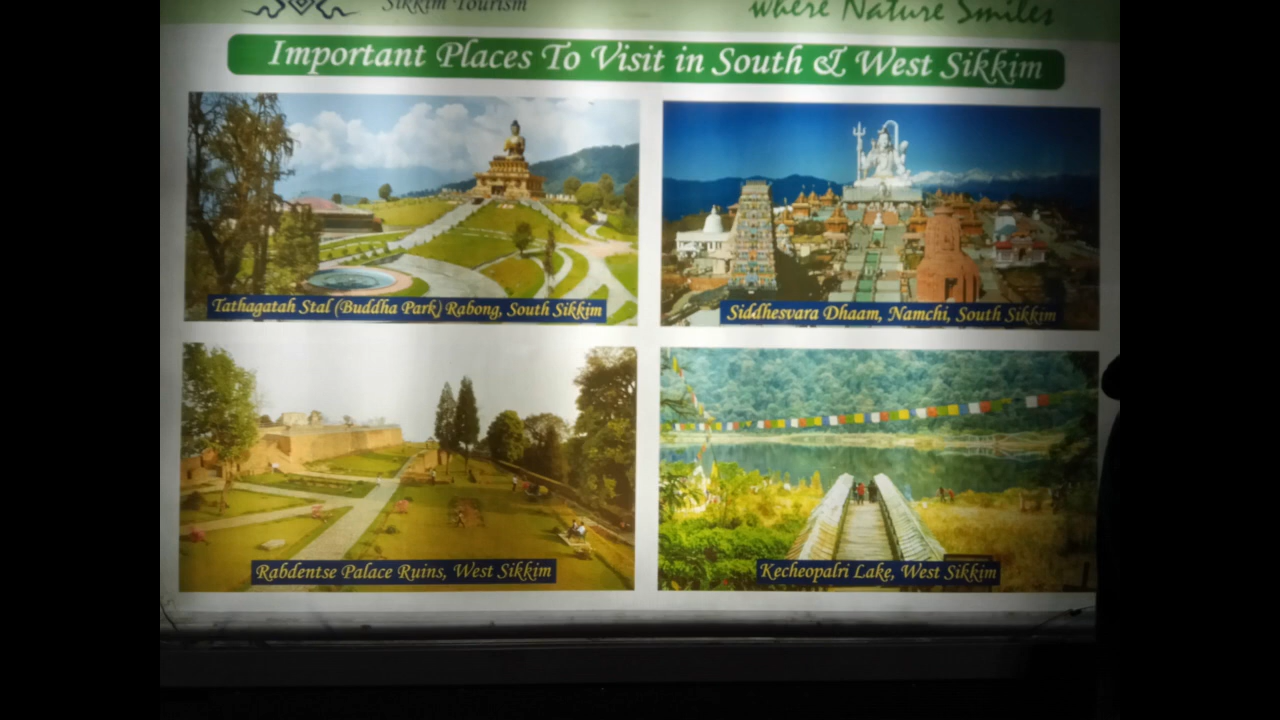 Sikkim Tourism
where Nature Smiles
Important Places To Visit in South & West Sikkim
Tathagatah Stal (Buddha Park) Rabong, South Sikkim
Siddhesvara Dhaam, Namchi, South Sikkim
Rabdentse Palace Ruins, West Sikkim
Kecheopalri Lake, West Sikkim